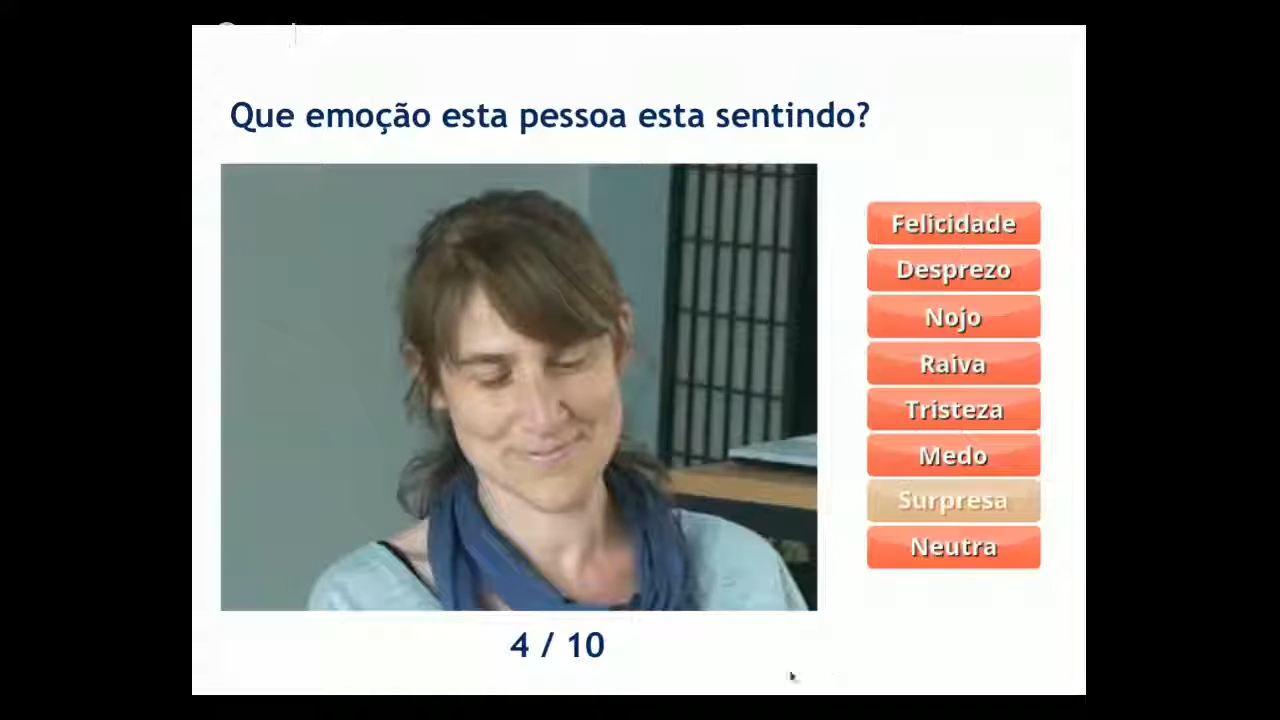 Que emoção esta pessoa esta sentindo?
Felicidade
Desprezo
Nojo
Raiva
Tristeza
Medo
Surpresa
Neutra
4 / 10